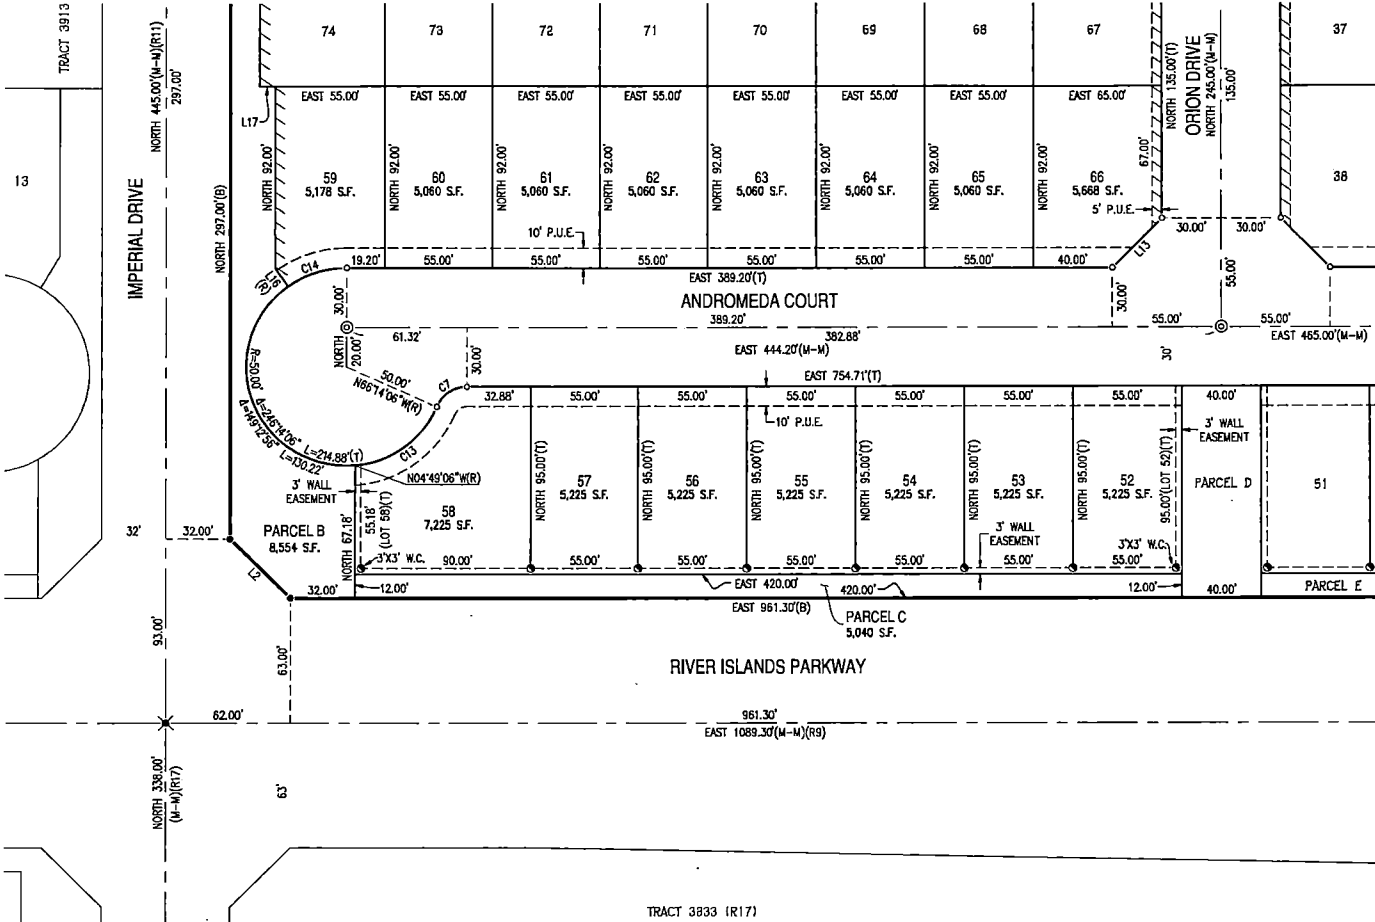 TRACT 3913
NORTH 445.00'(M-M)(R11)
297.00'
74
73
72
71
70
69
68
67
NORTH 135.00'(T)
ORION DRIVE
NORTH 245.00'(M-M)
135.00'
37
L17
EAST 55.00'
EAST 55.00'
EAST 55.00'
EAST 55.00'
EAST 55.00'
EAST 55.00'
EAST 55.00'
EAST 65.00'
13
IMPERIAL DRIVE
NORTH 297.00'(B)
NORTH 92.00'
59
5,178 S.F.
NORTH 92.00'
60
5,060 S.F.
NORTH 92.00'
61
5,060 S.F.
NORTH 92.00'
62
5,060 S.F.
NORTH 92.00'
63
5,060 S.F.
NORTH 92.00'
64
5,060 S.F.
NORTH 92.00'
65
5,060 S.F.
NORTH 92.00'
66
5,668 S.F.
67.00'
5' P.U.E.
38
30.00'
30.00'
L13
55.00'
10' P.U.E.
L16
(R)
C14
19.20'
55.00'
55.00'
55.00'
55.00'
55.00'
55.00'
40.00'
EAST 389.20'(T)
ANDROMEDA COURT
30.00'
30.00'
389.20'
61.32'
382.88'
55.00'
55.00'
EAST 444.20'(M-M)
EAST 465.00'(M-M)
NORTH
20.00'
30.00'
30'
50.00'
N66°14'06"W(R)
C7
EAST 754.71'(T)
32.88'
55.00'
55.00'
55.00'
55.00'
55.00'
40.00'
10' P.U.E.
R=50.00'
Δ=246°14'06" L=214.88'(T)
Δ=149°12'56" L=130.22'
C13
N04°49'06"W(R)
3' WALL
EASEMENT
3' WALL
EASEMENT
NORTH 95.00'(T)
57
5,225 S.F.
NORTH 95.00'(T)
56
5,225 S.F.
NORTH 95.00'(T)
55
5,225 S.F.
NORTH 95.00'(T)
54
5,225 S.F.
NORTH 95.00'(T)
53
5,225 S.F.
NORTH 95.00'(T)
52
5,225 S.F.
95.00'(LOT 52)(T)
PARCEL D
51
58
7,225 S.F.
55.18'
(LOT 58)(T)
NORTH 67.18'
PARCEL B
8,554 S.F.
32'
32.00'
L2
3'X3' W.C.
90.00'
55.00'
55.00'
55.00'
55.00'
55.00'
55.00'
3' WALL
EASEMENT
3'X3' W.C.
32.00'
12.00'
EAST 420.00'
420.00'
12.00'
40.00'
PARCEL E
EAST 961.30'(B)
PARCEL C
5,040 S.F.
93.00'
63.00'
RIVER ISLANDS PARKWAY
62.00'
961.30'
EAST 1089.30'(M-M)(R9)
NORTH 338.00'
(M-M)(R17)
63'
TRACT 3933 (R17)